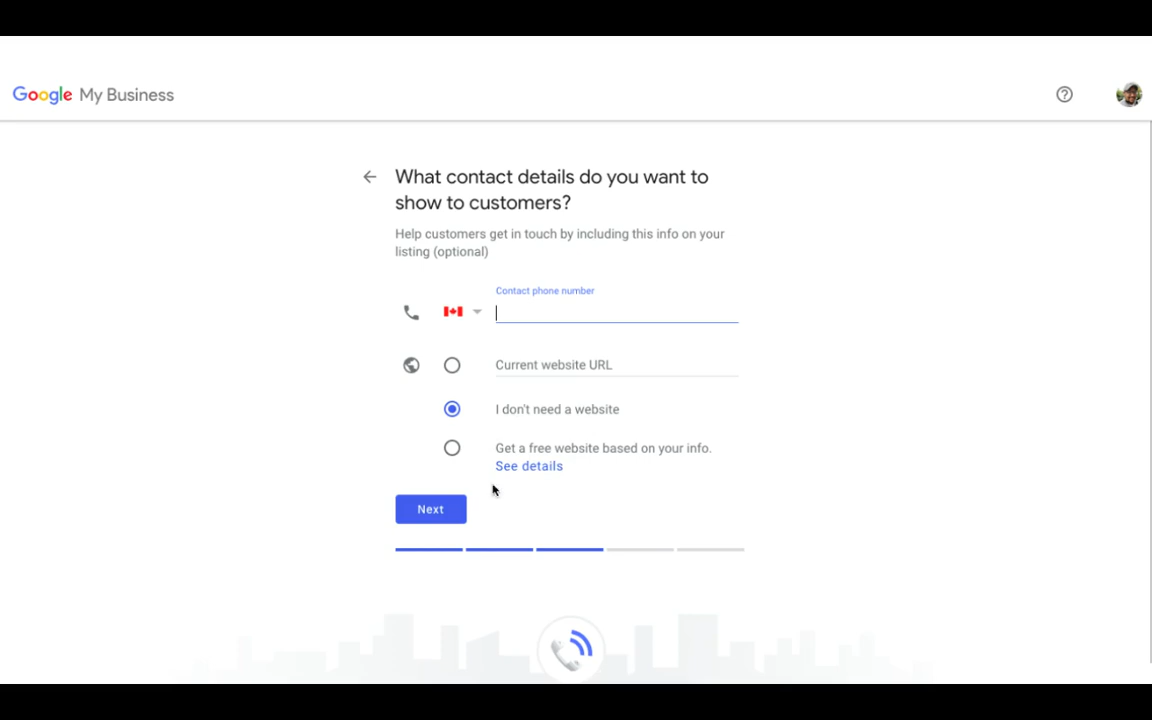 Google My Business
What contact details do you want to
show to customers?
Help customers get in touch by including this info on your
listing (optional)
Contact phone number
Current website URL
I don't need a website
Get a free website based on your info.
See details
Next